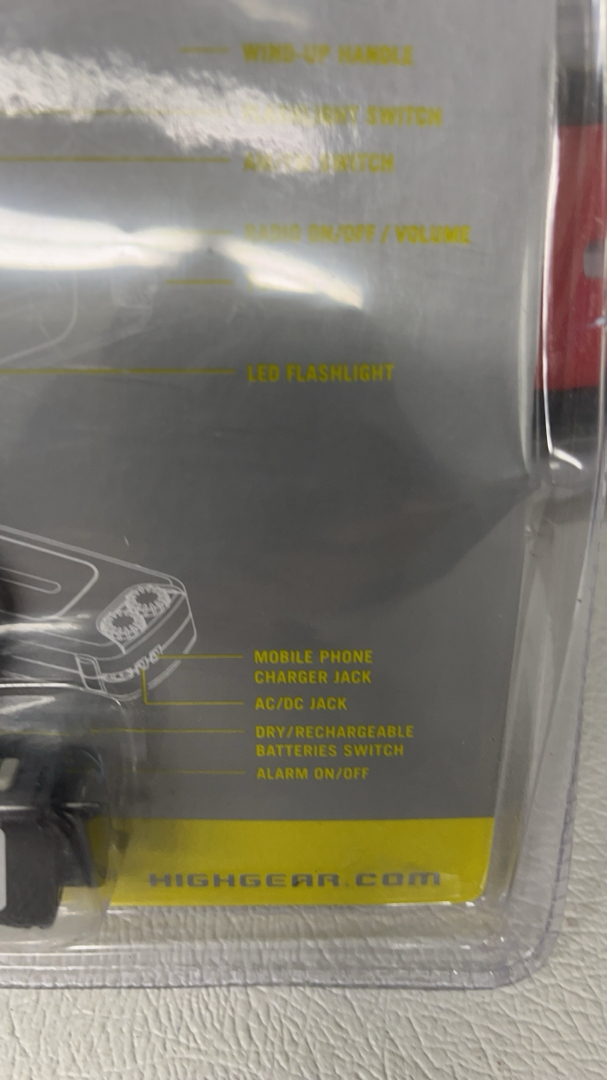 WIND-UP HANDLE
FLASHLIGHT SWITCH
SWITCH
RADIO ON/OFF / VOLUME
LED FLASHLIGHT
MOBILE PHONE
CHARGER JACK
AC/DC JACK
DRY/RECHARGEABLE
BATTERIES SWITCH
ALARM ON/OFF
HIGHGEAR.COM